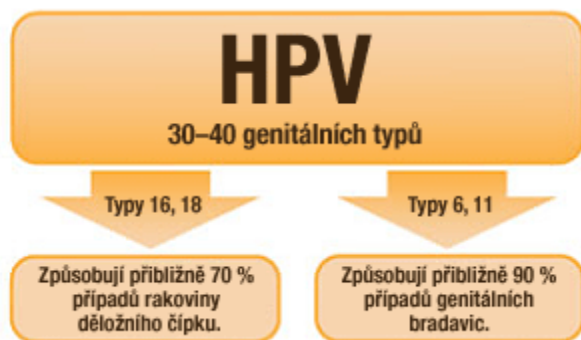 HPV
30–40 genitálních typů
Typy 16, 18
Typy 6, 11
Způsobují přibližně 70 %
případů rakoviny
děložního čípku.
Způsobují přibližně 90 %
případů genitálních
bradavic.